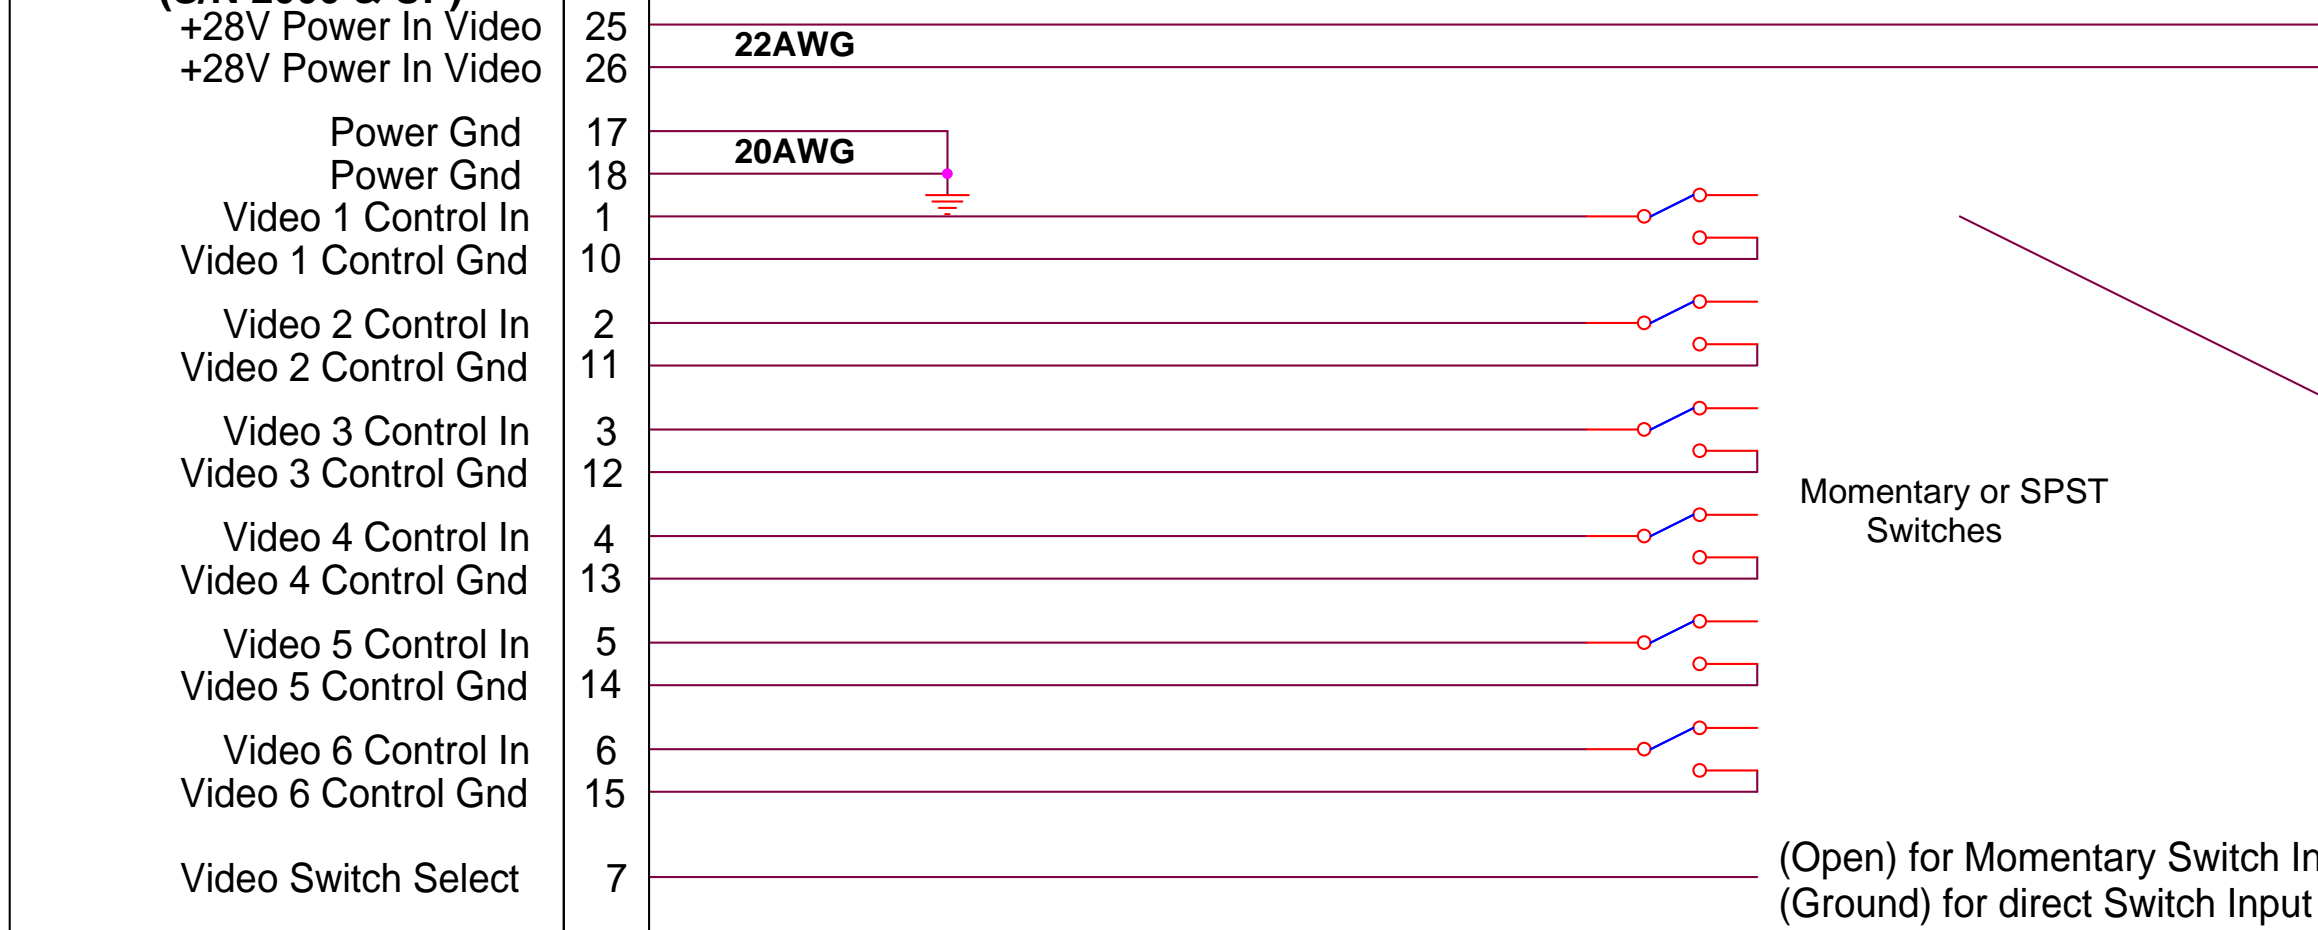 +28V Power In Video 25
22AWG
+28V Power In Video 26
Power Gnd 17
20AWG
Power Gnd 18
Video 1 Control In 1
Video 1 Control Gnd 10
Video 2 Control In 2
Video 2 Control Gnd 11
Video 3 Control In 3
Video 3 Control Gnd 12
Momentary or SPST
Switches
Video 4 Control In 4
Video 4 Control Gnd 13
Video 5 Control In 5
Video 5 Control Gnd 14
Video 6 Control In 6
Video 6 Control Gnd 15
Video Switch Select 7
(Open) for Momentary Switch In
(Ground) for direct Switch Input